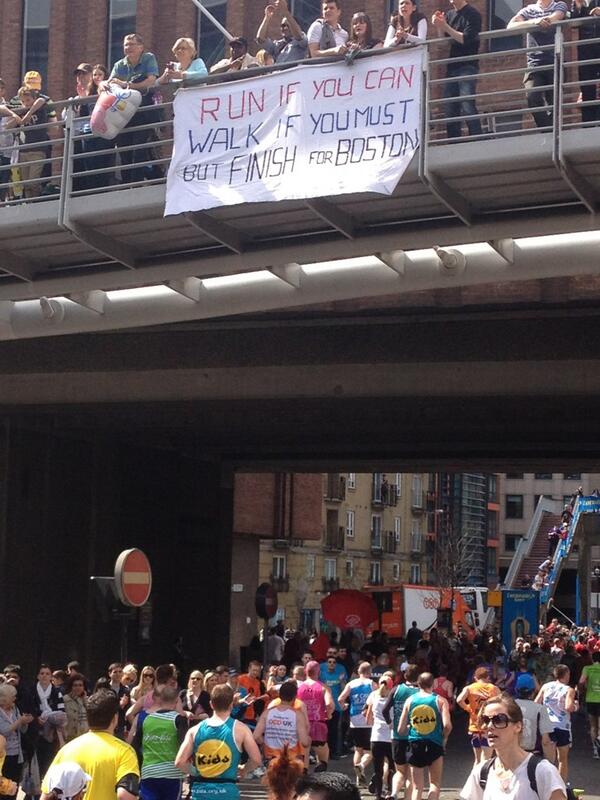 RUN IF YOU CAN
WALK IF YOU MUST
BUT FINISH FOR BOSTON
Kids
Kids